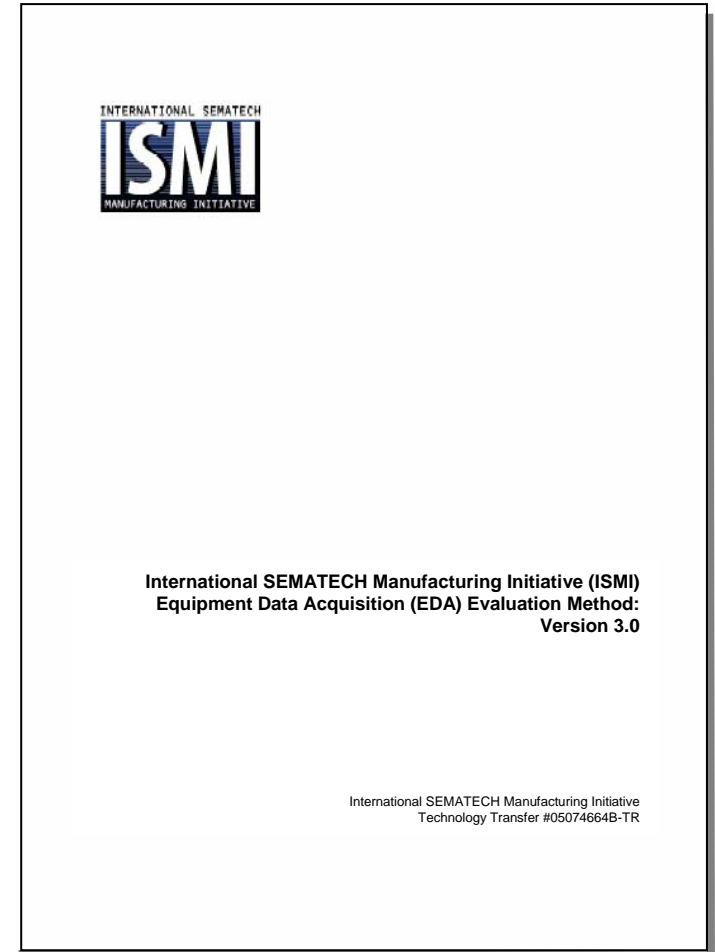 INTERNATIONAL SEMATECH
ISMI
MANUFACTURING INITIATIVE
International SEMATECH Manufacturing Initiative (ISMI)
Equipment Data Acquisition (EDA) Evaluation Method:
Version 3.0
International SEMATECH Manufacturing Initiative
Technology Transfer #05074664B-TR